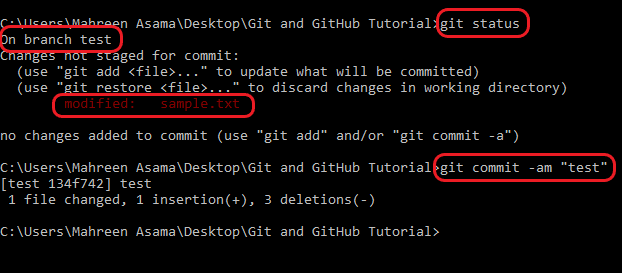 C:\Users\Mahreen Asama\Desktop\Git and GitHub Tutorial>git status
On branch test
Changes not staged for commit:
  (use "git add <file>..." to update what will be committed)
  (use "git restore <file>..." to discard changes in working directory)
        modified:   sample.txt

no changes added to commit (use "git add" and/or "git commit -a")

C:\Users\Mahreen Asama\Desktop\Git and GitHub Tutorial>git commit -am "test"
[test 134f742] test
 1 file changed, 1 insertion(+), 3 deletions(-)

C:\Users\Mahreen Asama\Desktop\Git and GitHub Tutorial>